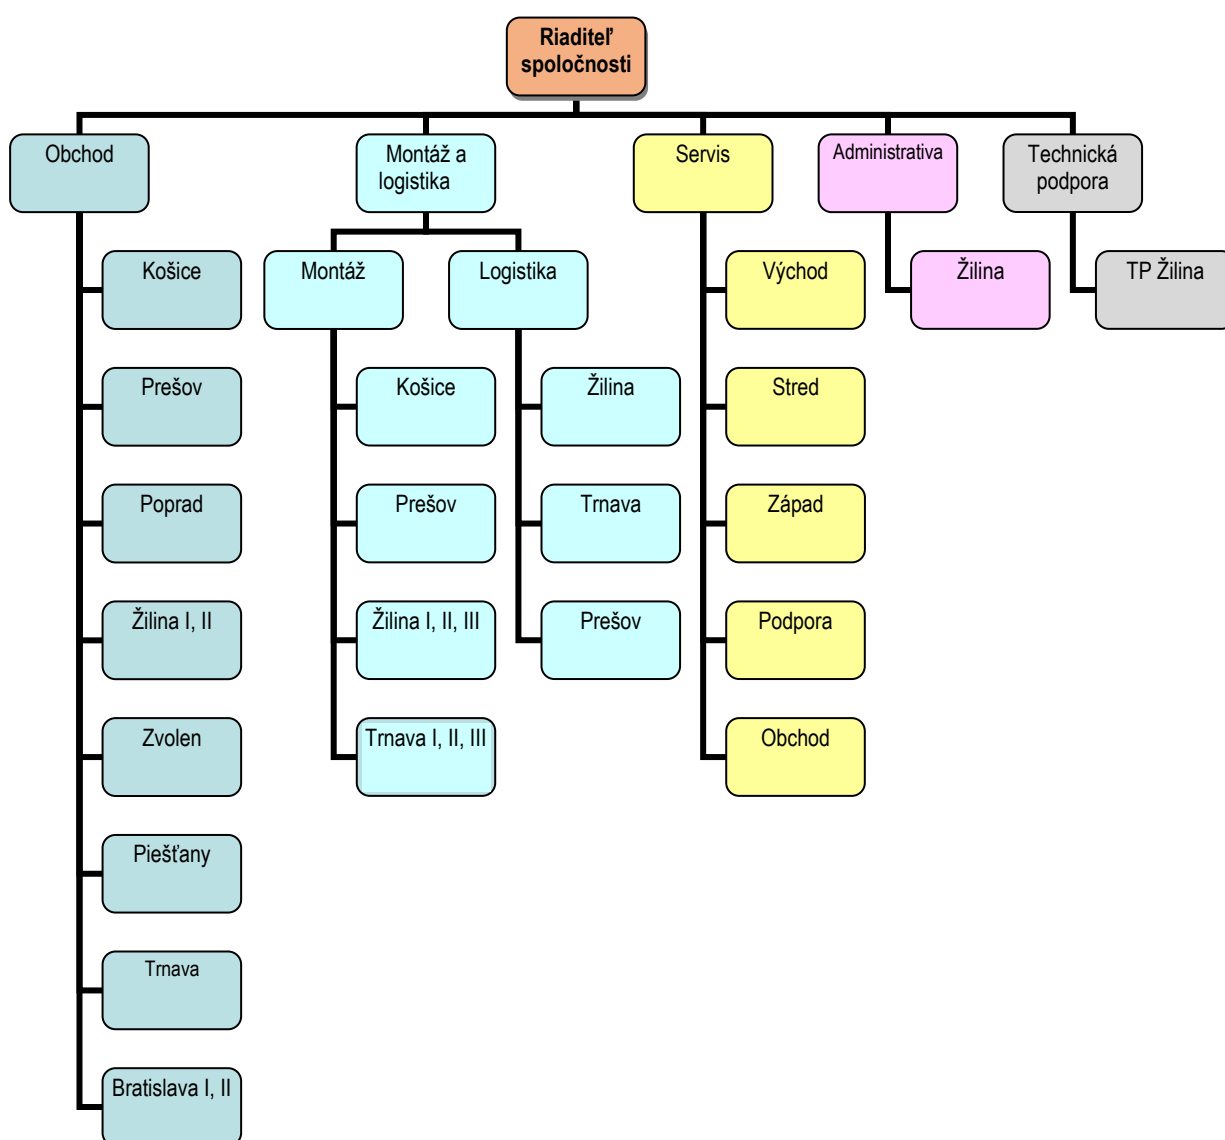 Riaditeľ
spoločnosti
Obchod
Montáž a
logistika
Servis
Administrativa
Technická
podpora
Košice
Montáž
Logistika
Východ
Žilina
TP Žilina
Prešov
Košice
Žilina
Stred
Poprad
Prešov
Trnava
Západ
Žilina I, II
Žilina I, II, III
Prešov
Podpora
Zvolen
Trnava I, II, III
Obchod
Piešťany
Trnava
Bratislava I, II